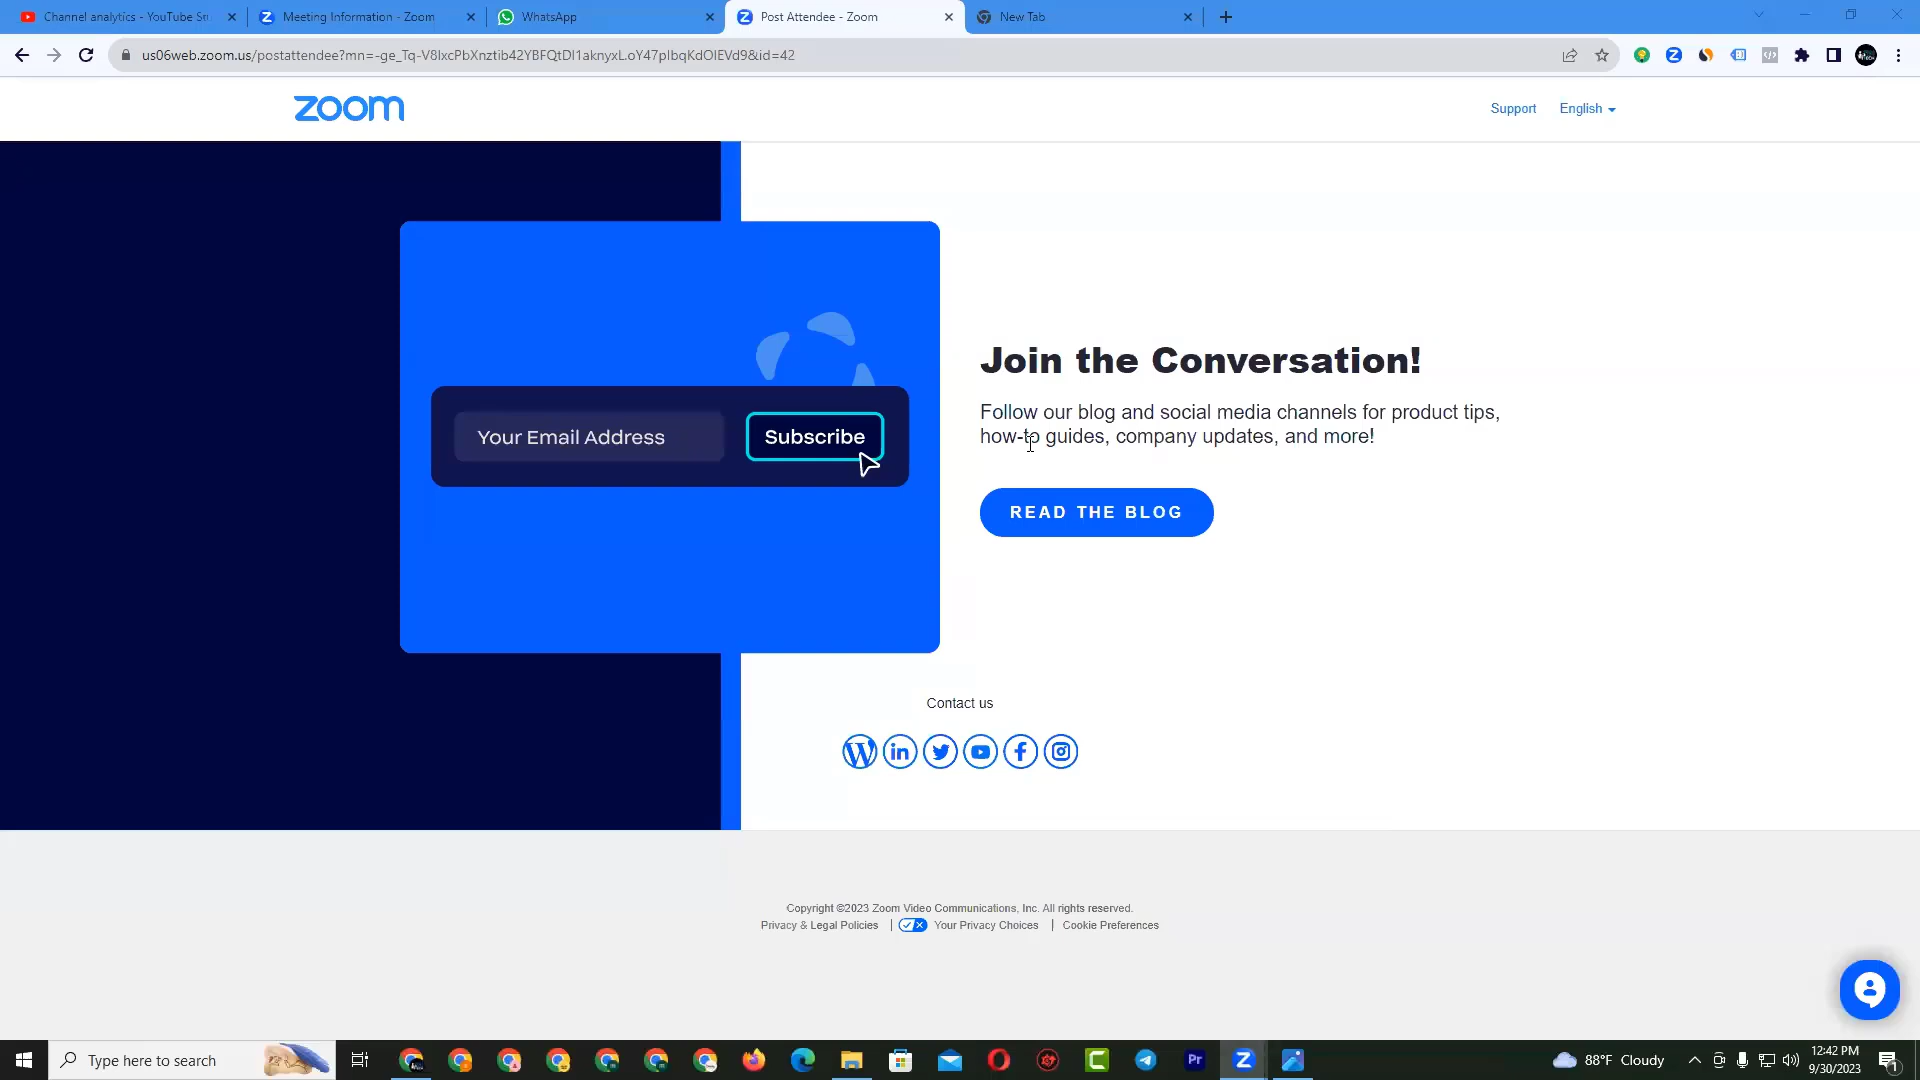 Channel analytics - YouTube Stu
Meeting Information - Zoom
WhatsApp
Post Attendee - Zoom
New Tab
us06web.zoom.us/postattendee?mn=-ge_Tq-V8lxcPbXnztib42YBFQtDl1aknyxL.oY47plbqKdOIEVd9&id=42
zoom
Support
English
Your Email Address
Subscribe
Join the Conversation!
Follow our blog and social media channels for product tips,
how-to guides, company updates, and more!
READ THE BLOG
Contact us
Copyright ©2023 Zoom Video Communications, Inc. All rights reserved.
Privacy & Legal Policies | Your Privacy Choices | Cookie Preferences
Type here to search
88°F Cloudy
12:42 PM
9/30/2023
1